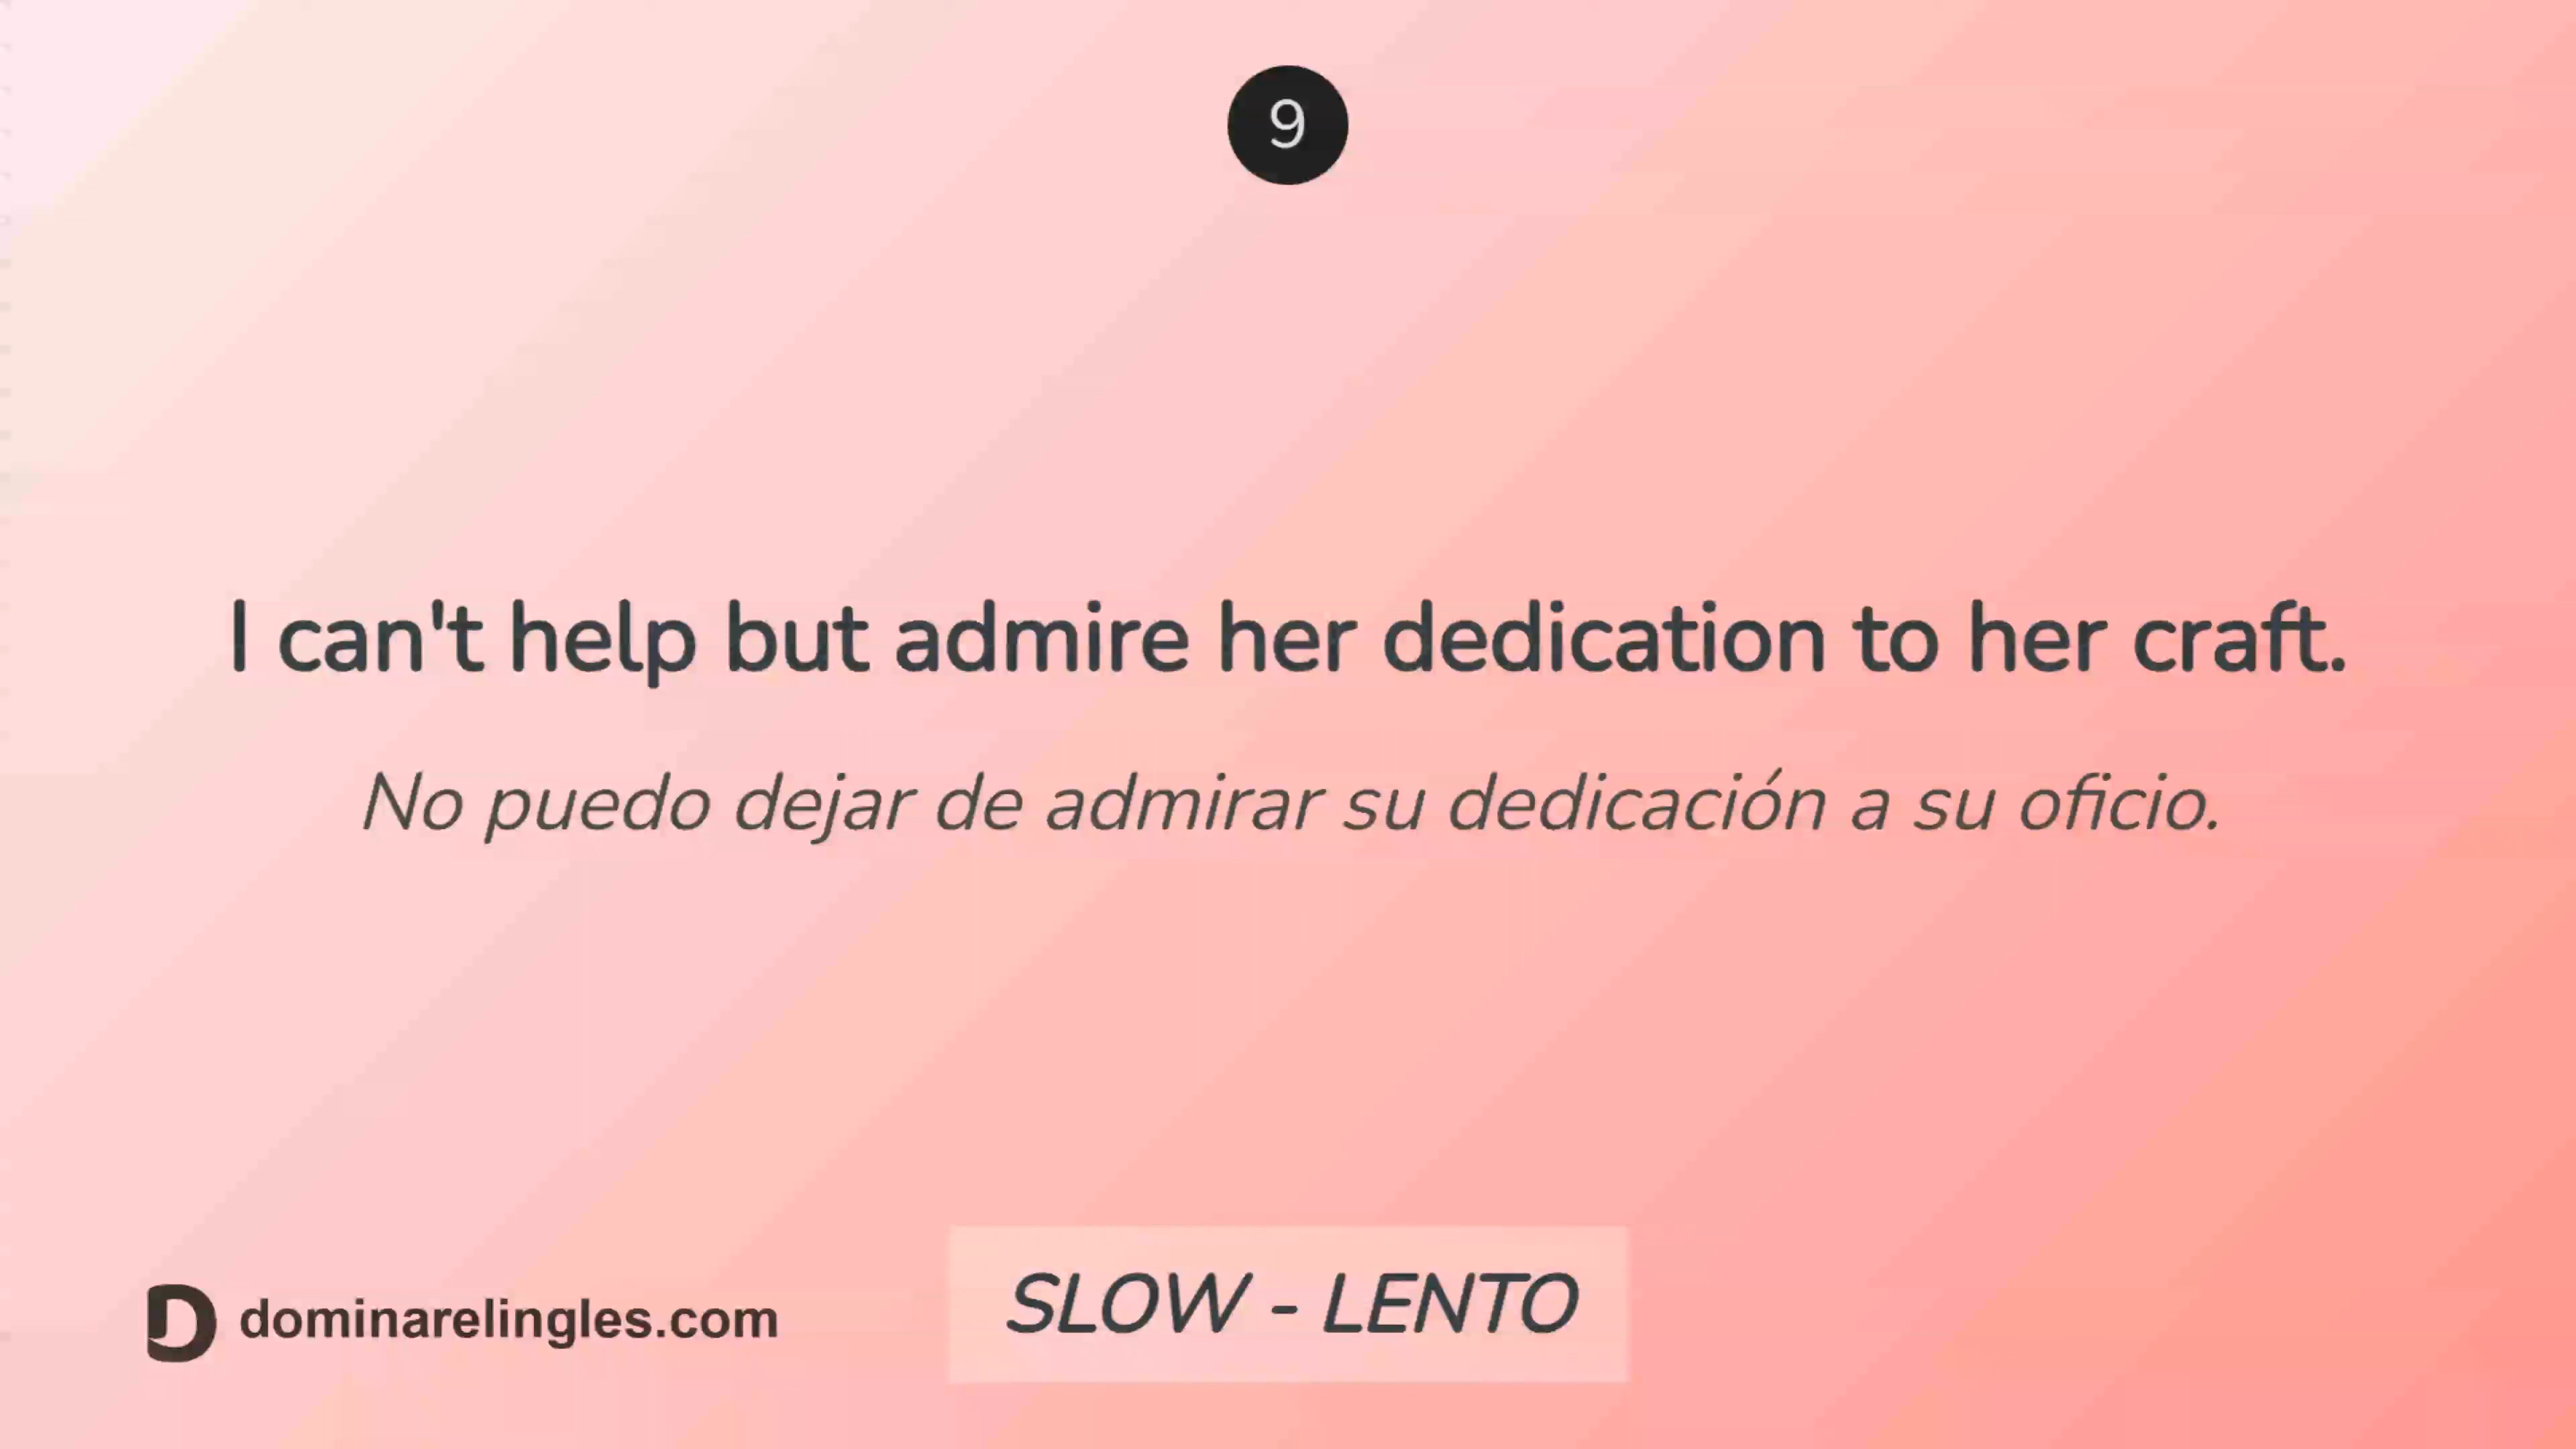 9
I can't help but admire her dedication to her craft.
No puedo dejar de admirar su dedicación a su oficio.
D dominarelingles.com
SLOW - LENTO